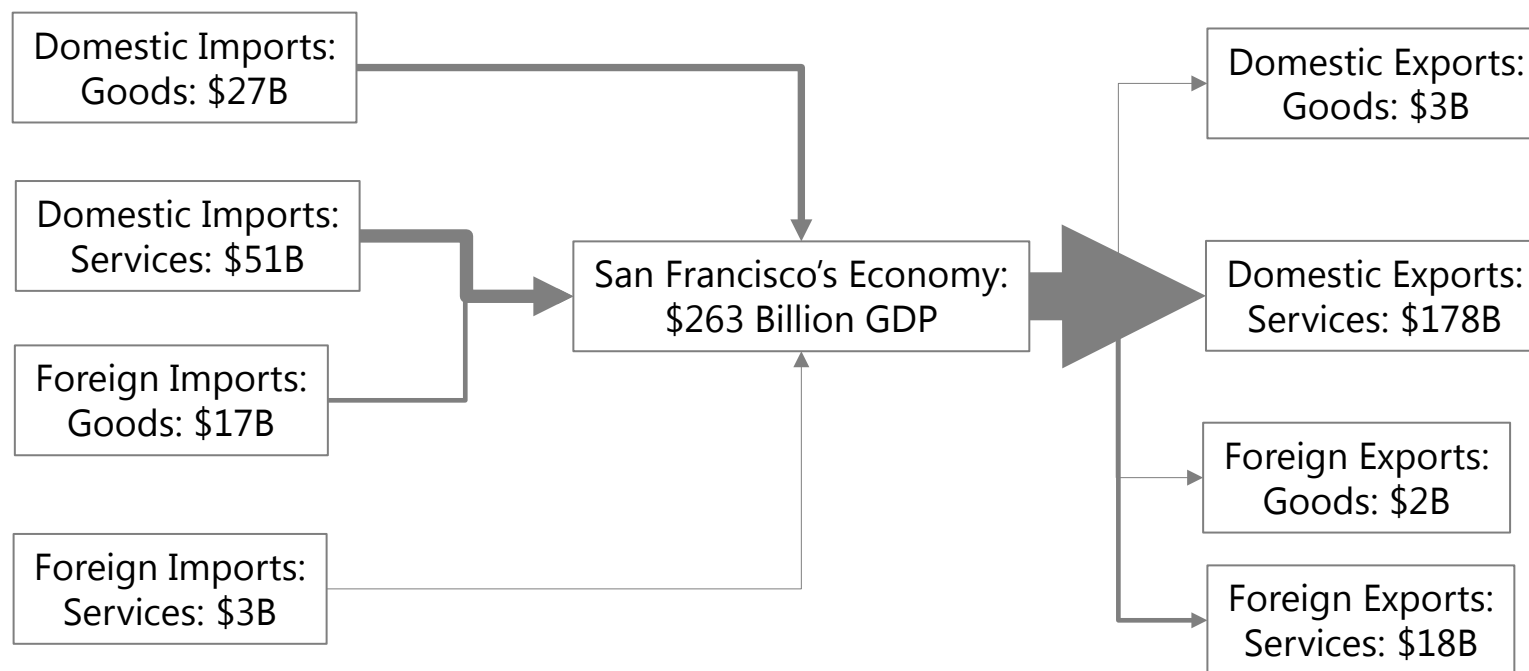 Domestic Imports:
Goods: $27B
Domestic Imports:
Services: $51B
Foreign Imports:
Goods: $17B
Foreign Imports:
Services: $3B
San Francisco’s Economy:
$263 Billion GDP
Domestic Exports:
Goods: $3B
Domestic Exports:
Services: $178B
Foreign Exports:
Goods: $2B
Foreign Exports:
Services: $18B